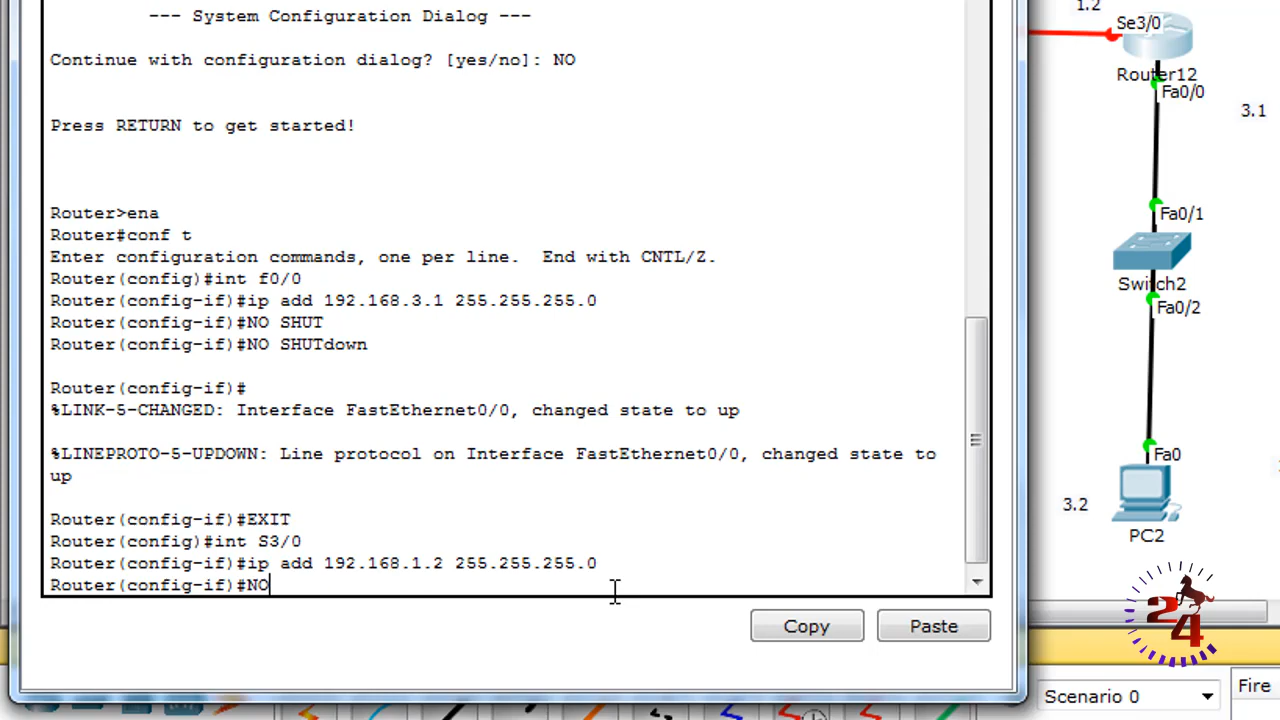 --- System Configuration Dialog ---
Continue with configuration dialog? [yes/no]: NO
Press RETURN to get started!
Router>ena
Router#conf t
Enter configuration commands, one per line.  End with CNTL/Z.
Router(config)#int f0/0
Router(config-if)#ip add 192.168.3.1 255.255.255.0
Router(config-if)#NO SHUT
Router(config-if)#NO SHUTdown
Router(config-if)#
%LINK-5-CHANGED: Interface FastEthernet0/0, changed state to up
%LINEPROTO-5-UPDOWN: Line protocol on Interface FastEthernet0/0, changed state to
up
Router(config-if)#EXIT
Router(config)#int S3/0
Router(config-if)#ip add 192.168.1.2 255.255.255.0
Router(config-if)#NO
Copy
Paste
1.2
Se3/0
Router12
Fa0/0
3.1
Fa0/1
Switch2
Fa0/2
Fa0
3.2
PC2
24
Scenario 0
Fire